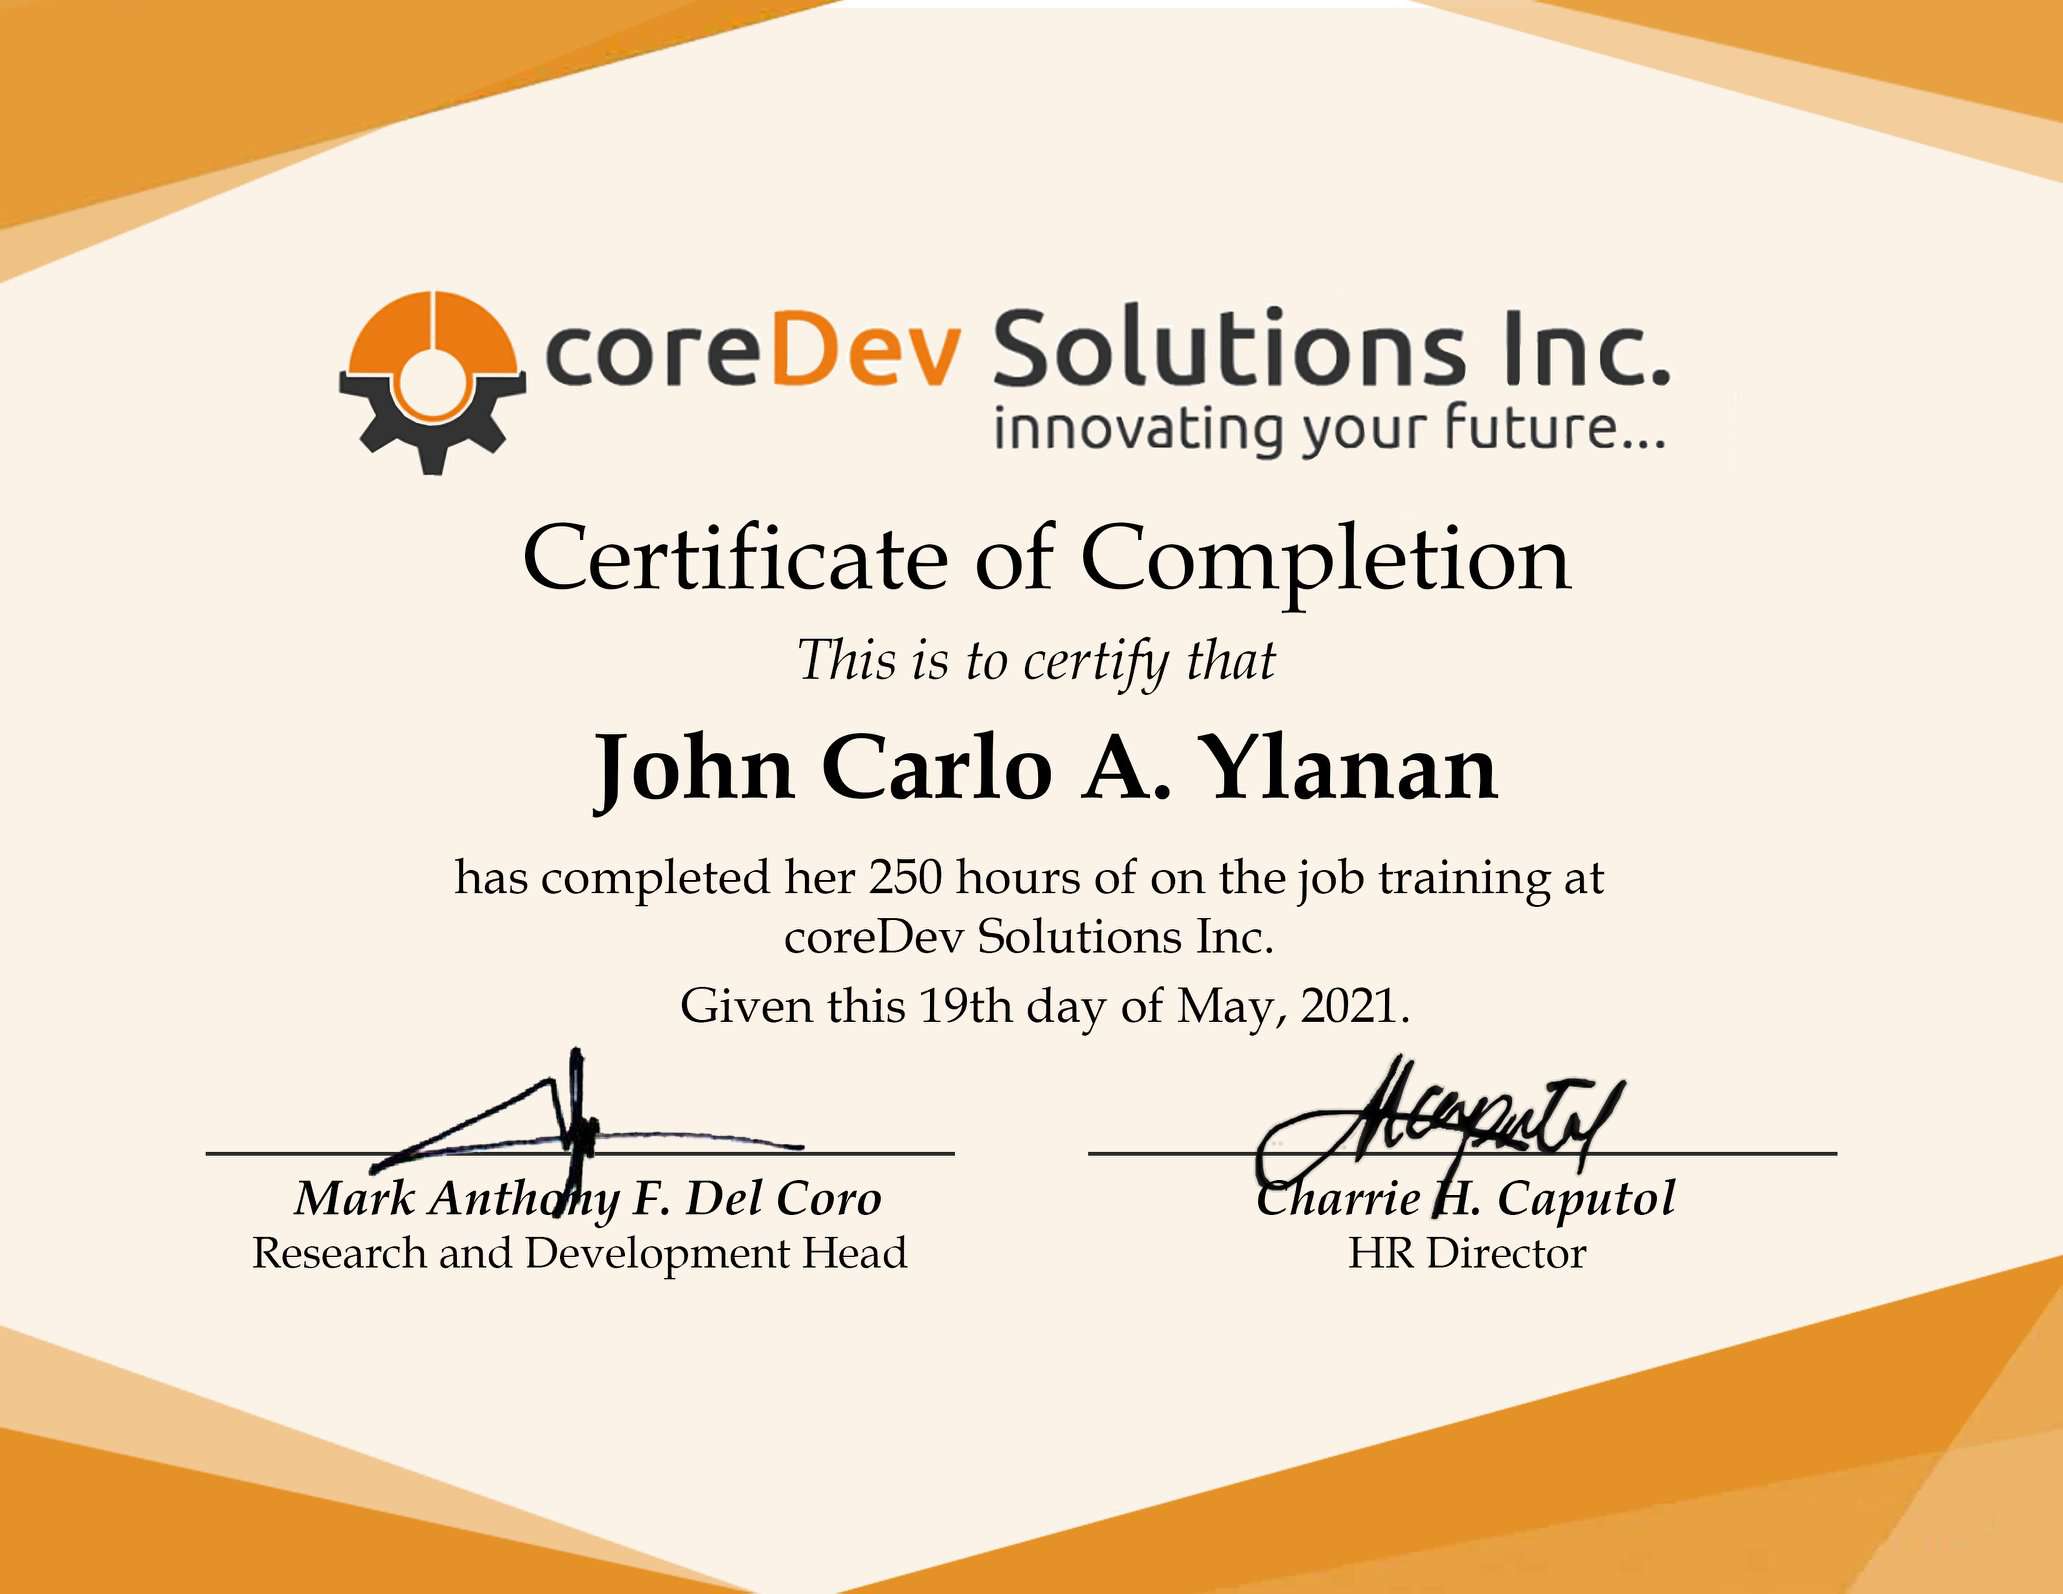 coreDev Solutions Inc.
innovating your future...
Certificate of Completion
This is to certify that
John Carlo A. Ylanan
has completed her 250 hours of on the job training at
coreDev Solutions Inc.
Given this 19th day of May, 2021.
Mark Anthony F. Del Coro
Research and Development Head
Charrie H. Caputol
HR Director